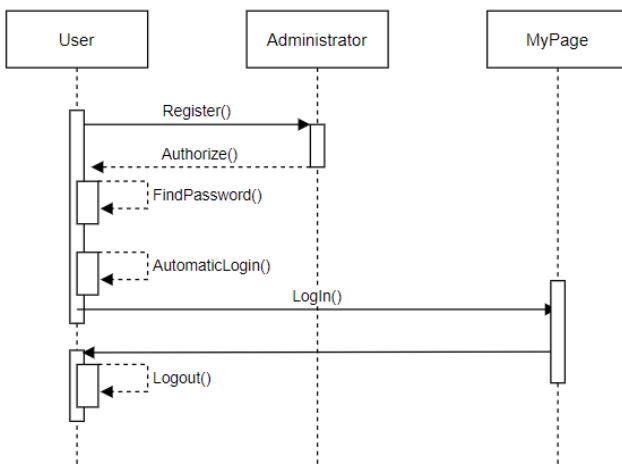 User
Administrator
MyPage
Register()
Authorize()
FindPassword()
AutomaticLogin()
LogIn()
Logout()